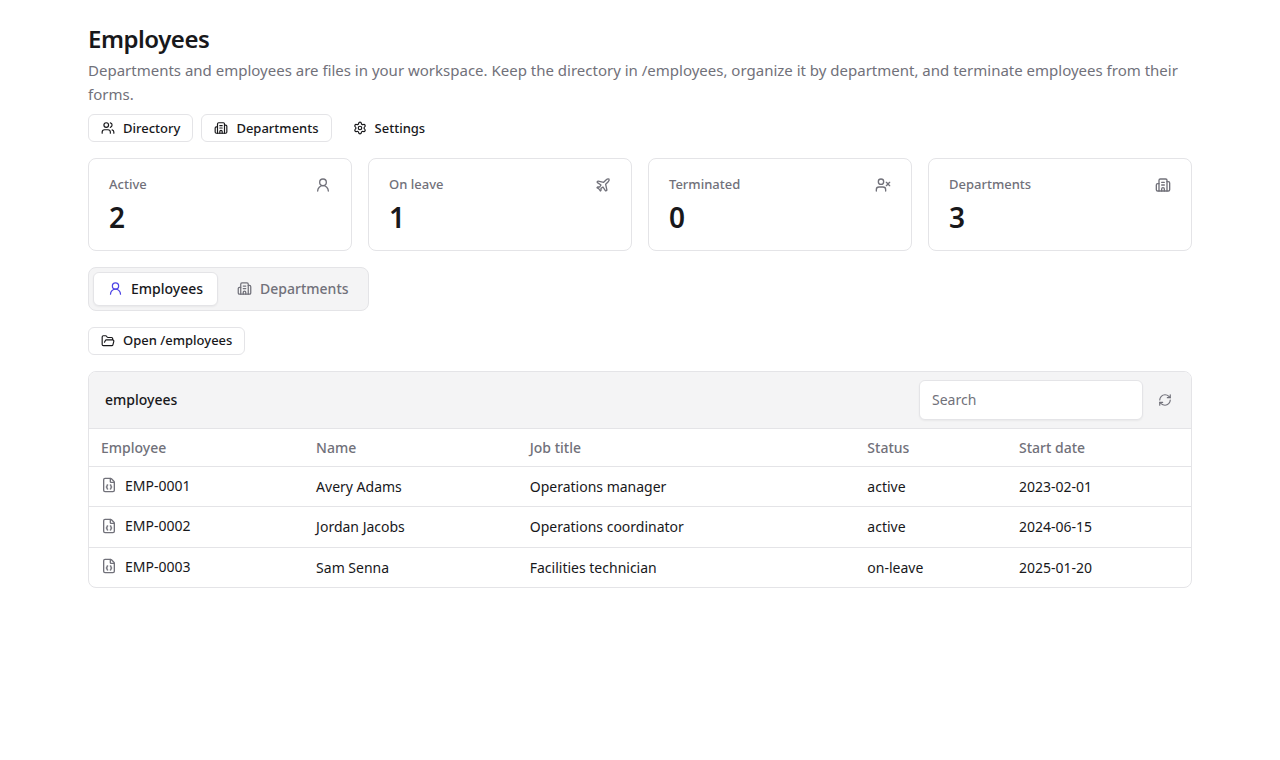 Employees
Departments and employees are files in your workspace. Keep the directory in /employees, organize it by department, and terminate employees from their
forms.
Directory Departments Settings
Active On leave Terminated Departments
2 1 0 3
Employees Departments
Open /employees
employees Search
Employee Name Job title Status Start date
EMP-0001 Avery Adams Operations manager active 2023-02-01
EMP-0002 Jordan Jacobs Operations coordinator active 2024-06-15
EMP-0003 Sam Senna Facilities technician on-leave 2025-01-20